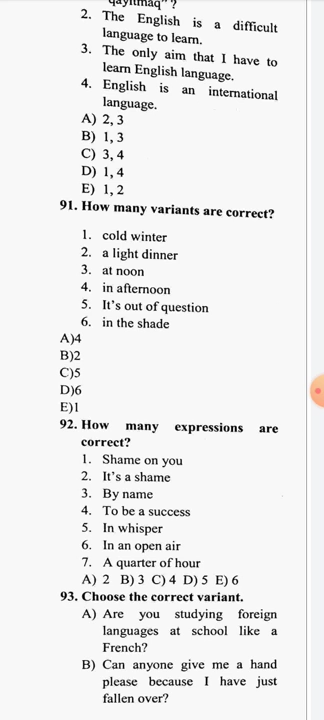 qayıtmaq" ?
2. The English is a difficult
language to learn.
3. The only aim that I have to
learn English language.
4. English is an international
language.
A) 2, 3
B) 1, 3
C) 3, 4
D) 1, 4
E) 1, 2
91. How many variants are correct?
1. cold winter
2. a light dinner
3. at noon
4. in afternoon
5. It's out of question
6. in the shade
A)4
B)2
C)5
D)6
E)1
92. How many expressions are
correct?
1. Shame on you
2. It's a shame
3. By name
4. To be a success
5. In whisper
6. In an open air
7. A quarter of hour
A) 2 B) 3 C) 4 D) 5 E) 6
93. Choose the correct variant.
A) Are you studying foreign
languages at school like a
French?
B) Can anyone give me a hand
please because I have just
fallen over?